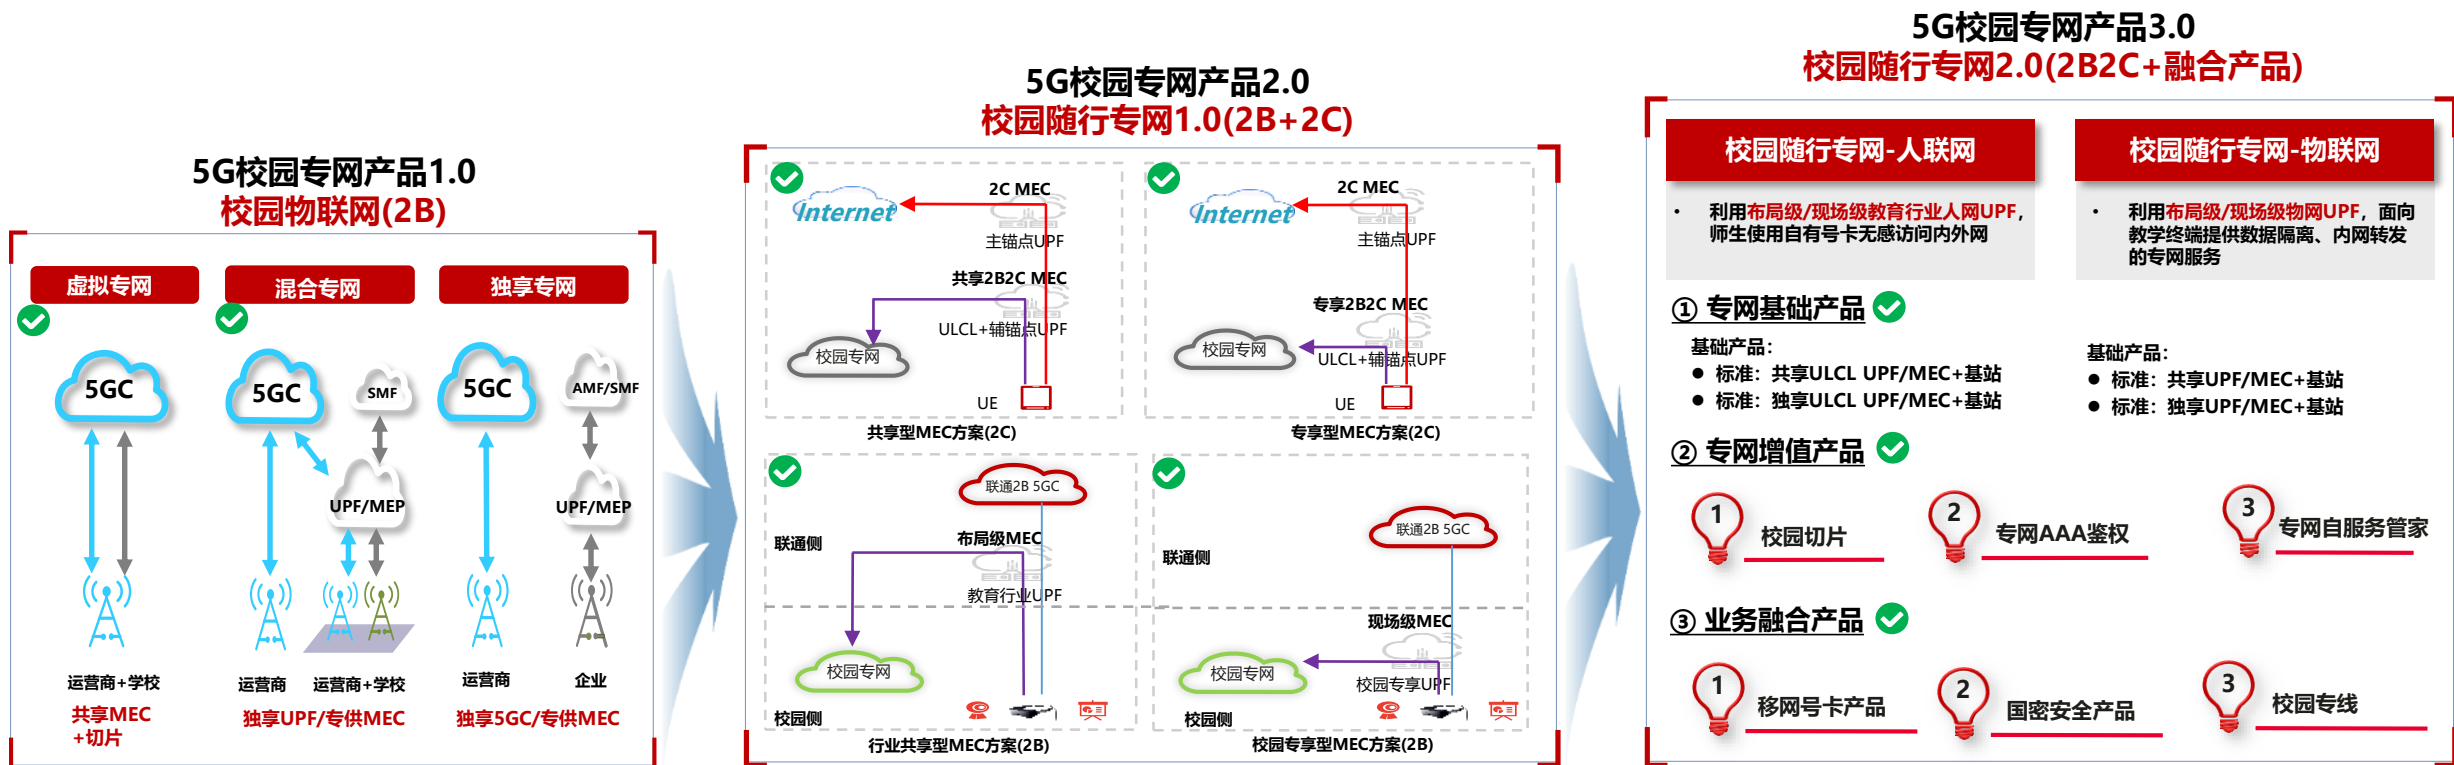 5G校园专网产品1.0
校园物联网(2B)
虚拟专网
混合专网
独享专网
5GC
5GC
SMF
5GC
AMF/SMF
UPF/MEP
UPF/MEP
运营商+学校
运营商
运营商+学校
运营商
企业
共享MEC
+切片
独享UPF/专供MEC
独享5GC/专供MEC
5G校园专网产品2.0
校园随行专网1.0(2B+2C)
Internet
2C MEC
主锚点UPF
共享2B2C MEC
ULCL+辅锚点UPF
校园专网
UE
共享型MEC方案(2C)
Internet
2C MEC
主锚点UPF
专享2B2C MEC
校园专网
ULCL+辅锚点UPF
UE
专享型MEC方案(2C)
联通2B 5GC
联通侧
布局级MEC
教育行业UPF
校园专网
校园侧
行业共享型MEC方案(2B)
联通2B 5GC
联通侧
现场级MEC
校园专网
校园专享UPF
校园侧
校园专享型MEC方案(2B)
5G校园专网产品3.0
校园随行专网2.0(2B2C+融合产品)
校园随行专网-人联网
• 利用布局级/现场级教育行业人网UPF，
师生使用自有号卡无感访问内外网
校园随行专网-物联网
• 利用布局级/现场级物网UPF，面向
教学终端提供数据隔离、内网转发
的专网服务
① 专网基础产品
基础产品：
● 标准：共享ULCL UPF/MEC+基站
● 标准：独享ULCL UPF/MEC+基站
基础产品：
● 标准：共享UPF/MEC+基站
● 标准：独享UPF/MEC+基站
② 专网增值产品
1
校园切片
2
专网AAA鉴权
3
专网自服务管家
③ 业务融合产品
1
移网号卡产品
2
国密安全产品
3
校园专线